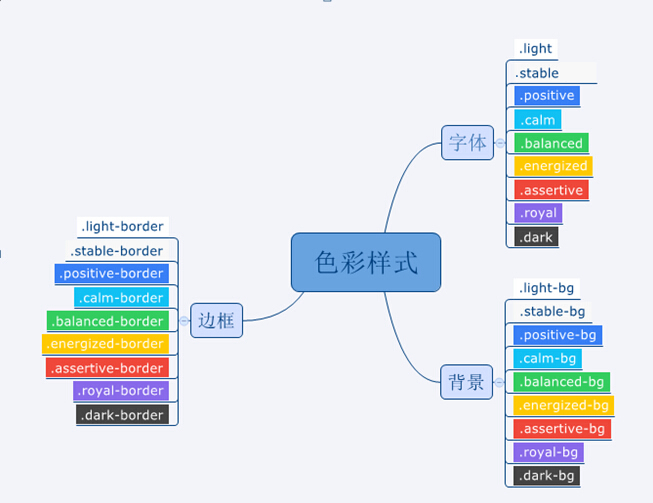 色彩样式
字体
.light
.stable
.positive
.calm
.balanced
.energized
.assertive
.royal
.dark
背景
.light-bg
.stable-bg
.positive-bg
.calm-bg
.balanced-bg
.energized-bg
.assertive-bg
.royal-bg
.dark-bg
边框
.light-border
.stable-border
.positive-border
.calm-border
.balanced-border
.energized-border
.assertive-border
.royal-border
.dark-border